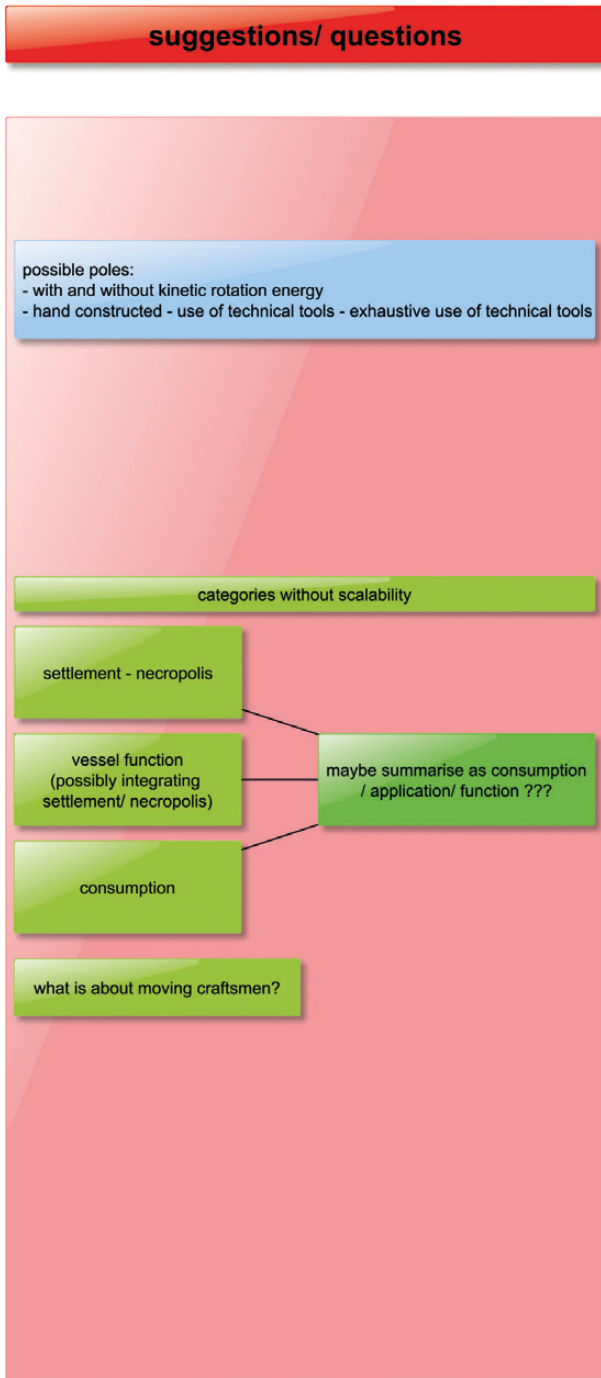 suggestions/ questions
possible poles:
- with and without kinetic rotation energy
- hand constructed - use of technical tools - exhaustive use of technical tools
categories without scalability
settlement - necropolis
vessel function
(possibly integrating
settlement/ necropolis)
maybe summarise as consumption
/ application/ function ???
consumption
what is about moving craftsmen?